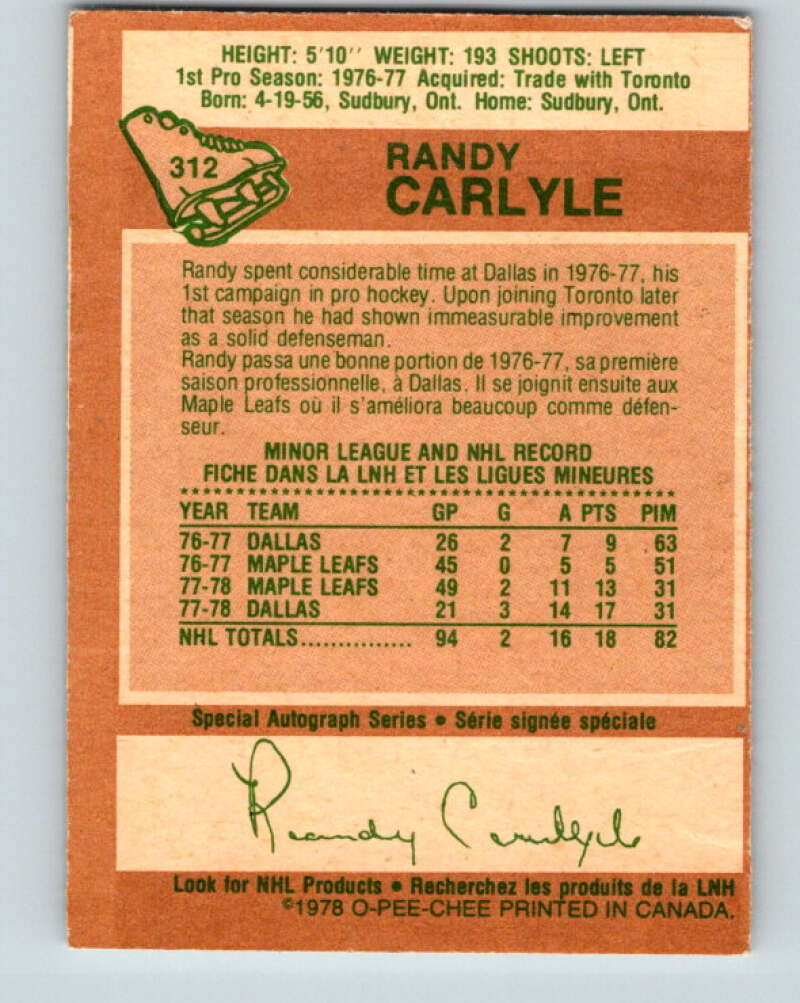 HEIGHT: 5'10'' WEIGHT: 193 SHOOTS: LEFT
1st Pro Season: 1976-77 Acquired: Trade with Toronto
Born: 4-19-56, Sudbury, Ont. Home: Sudbury, Ont.
312
RANDY
CARLYLE
Randy spent considerable time at Dallas in 1976-77, his
1st campaign in pro hockey. Upon joining Toronto later
that season he had shown immeasurable improvement
as a solid defenseman.
Randy passa une bonne portion de 1976-77, sa première
saison professionnelle, à Dallas. Il se joignit ensuite aux
Maple Leafs où il s'améliora beaucoup comme défen-
seur.
MINOR LEAGUE AND NHL RECORD
FICHE DANS LA LNH ET LES LIGUES MINEURES
YEAR TEAM GP G A PTS PIM
76-77 DALLAS 26 2 7 9 63
76-77 MAPLE LEAFS 45 0 5 5 51
77-78 MAPLE LEAFS 49 2 11 13 31
77-78 DALLAS 21 3 14 17 31
NHL TOTALS............... 94 2 16 18 82
Special Autograph Series • Série signée spéciale
Randy Carlyle
Look for NHL Products • Recherchez les produits de la LNH
©1978 O-PEE-CHEE PRINTED IN CANADA.